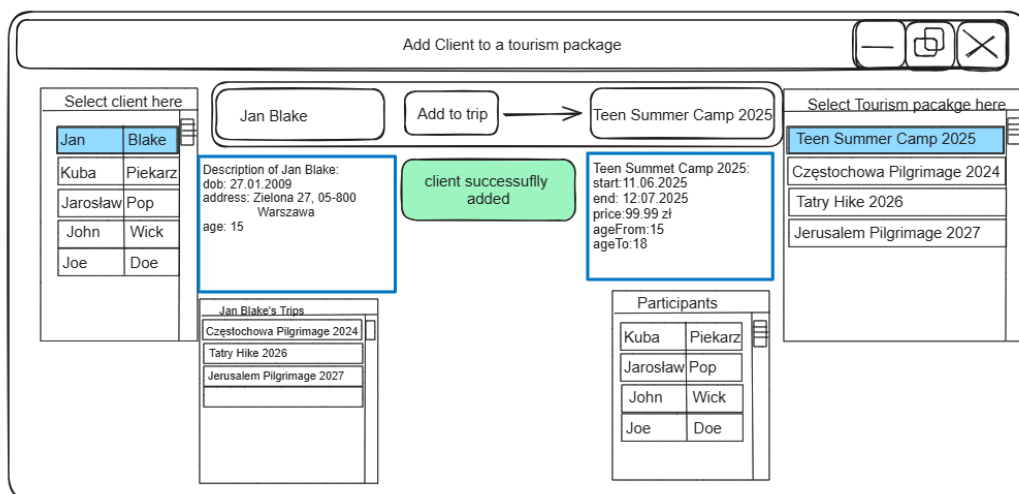 Add Client to a tourism package
Select client here
Jan Blake
Kuba Piekarz
Jarosław Pop
John Wick
Joe Doe
Jan Blake
Add to trip
Teen Summer Camp 2025
Description of Jan Blake:
dob: 27.01.2009
address: Zielona 27, 05-800
Warszawa
age: 15
client successuflly
added
Teen Summet Camp 2025:
start:11.06.2025
end: 12:07.2025
price:99.99 zł
ageFrom:15
ageTo:18
Select Tourism pacakge here
Teen Summer Camp 2025
Częstochowa Pilgrimage 2024
Tatry Hike 2026
Jerusalem Pilgrimage 2027
Jan Blake's Trips
Częstochowa Pilgrimage 2024
Tatry Hike 2026
Jerusalem Pilgrimage 2027
Participants
Kuba Piekarz
Jarosław Pop
John Wick
Joe Doe